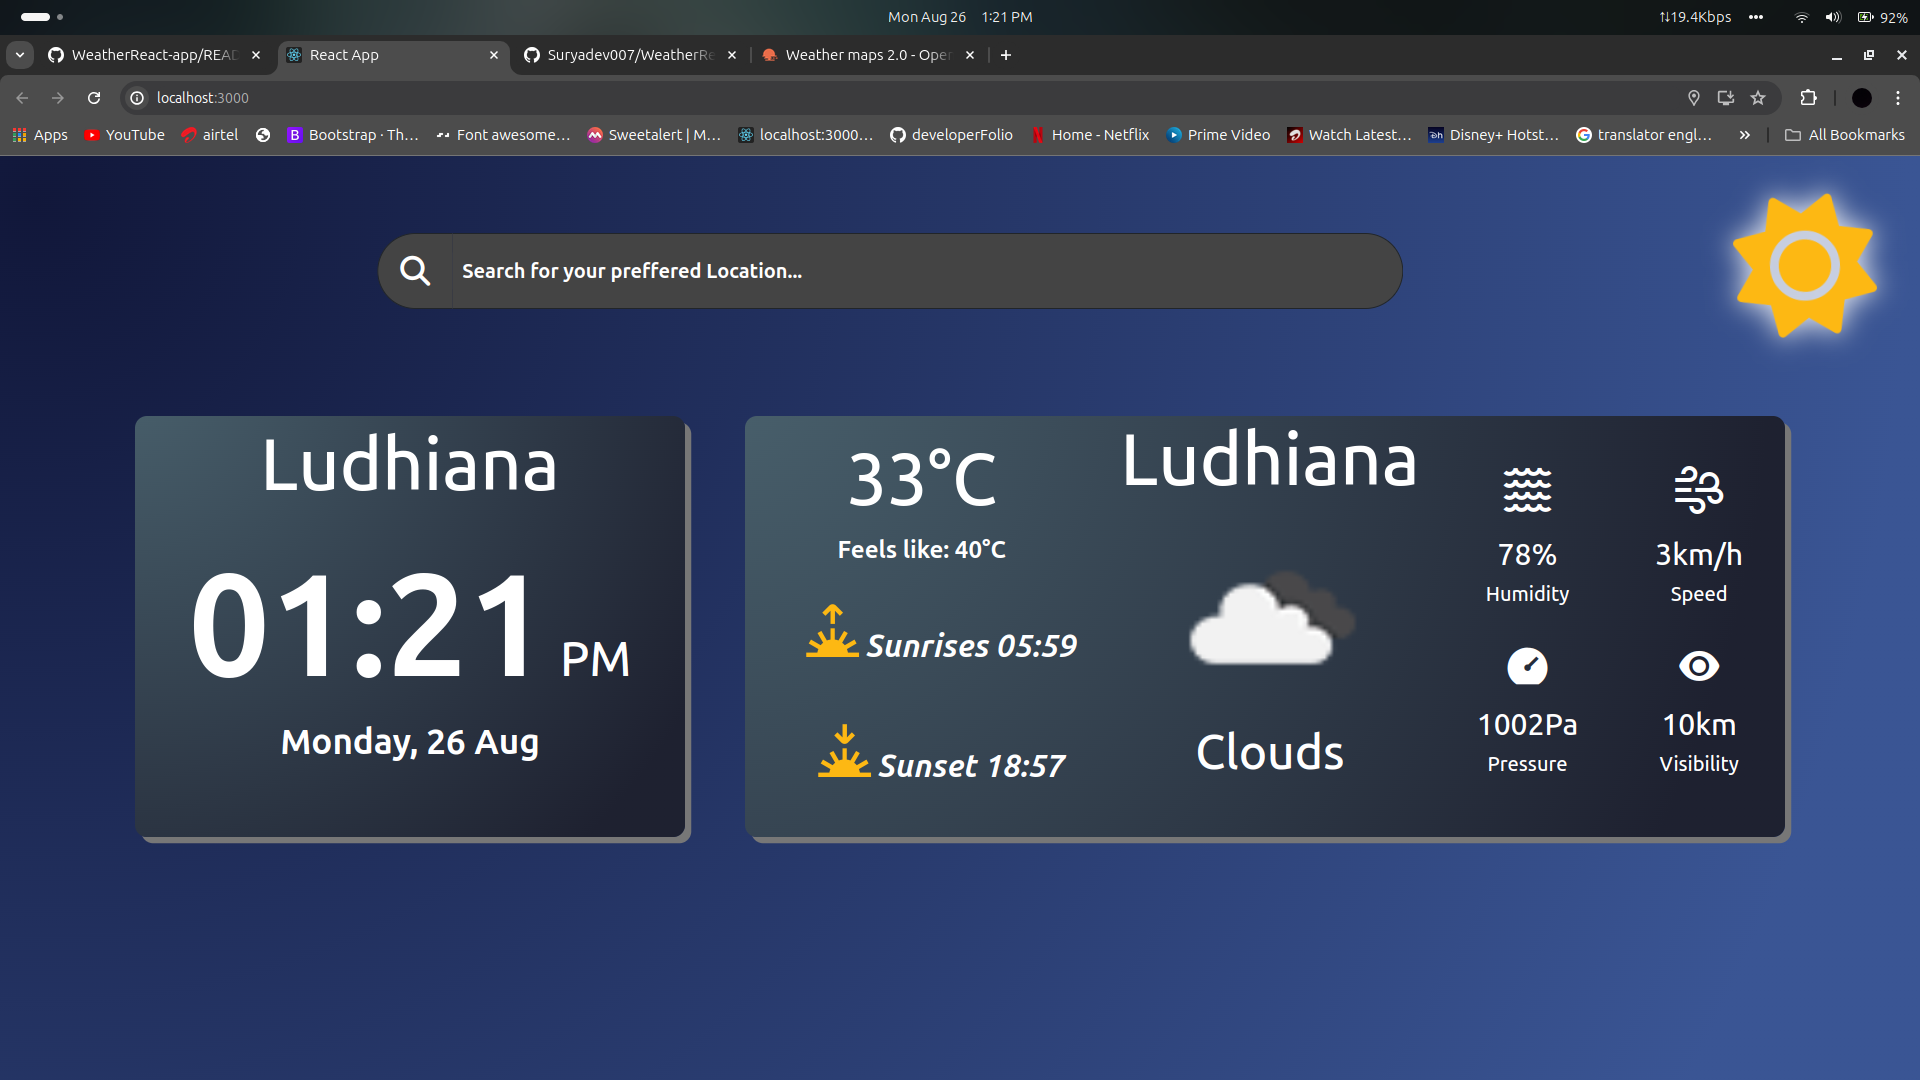 Mon Aug 26 1:21 PM
↑↓19.4Kbps ••• 92%
WeatherReact-app/READ
React App
Suryadev007/WeatherRe
Weather maps 2.0 - Oper
localhost:3000
Apps
YouTube
airtel
Bootstrap · Th...
Font awesome...
Sweetalert | M...
localhost:3000...
developerFolio
Home - Netflix
Prime Video
Watch Latest...
Disney+ Hotst...
translator engl...
»
All Bookmarks
Search for your preffered Location...
Ludhiana
01:21 PM
Monday, 26 Aug
33°C
Feels like: 40°C
Sunrises 05:59
Sunset 18:57
Ludhiana
Clouds
78%
Humidity
3km/h
Speed
1002Pa
Pressure
10km
Visibility